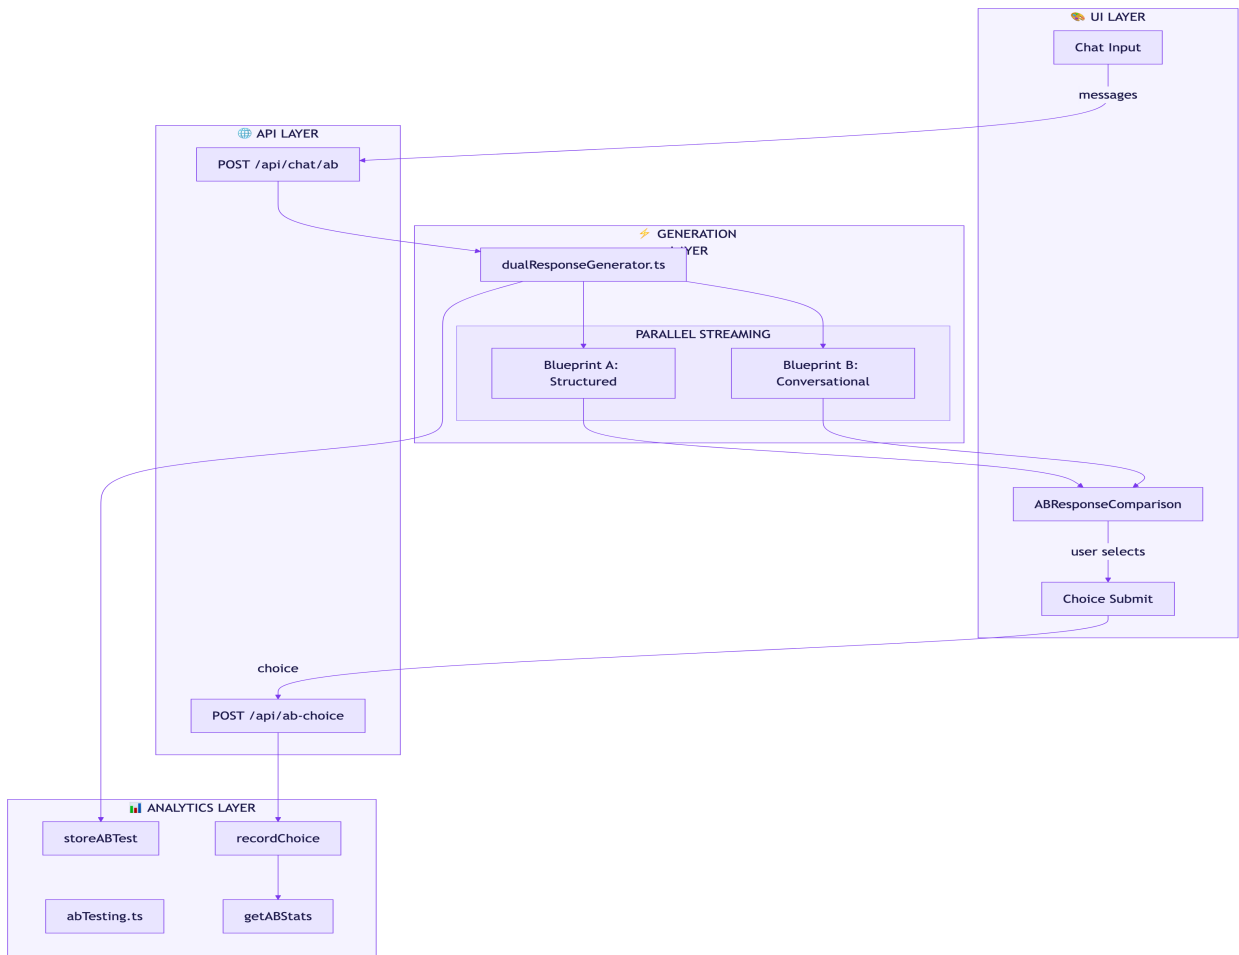 🎨 UI LAYER
Chat Input
messages
🌐 API LAYER
POST /api/chat/ab
⚡ GENERATION
YER
dualResponseGenerator.ts
PARALLEL STREAMING
Blueprint A:
Structured
Blueprint B:
Conversational
ABResponseComparison
user selects
Choice Submit
choice
POST /api/ab-choice
📊 ANALYTICS LAYER
storeABTest
recordChoice
abTesting.ts
getABStats